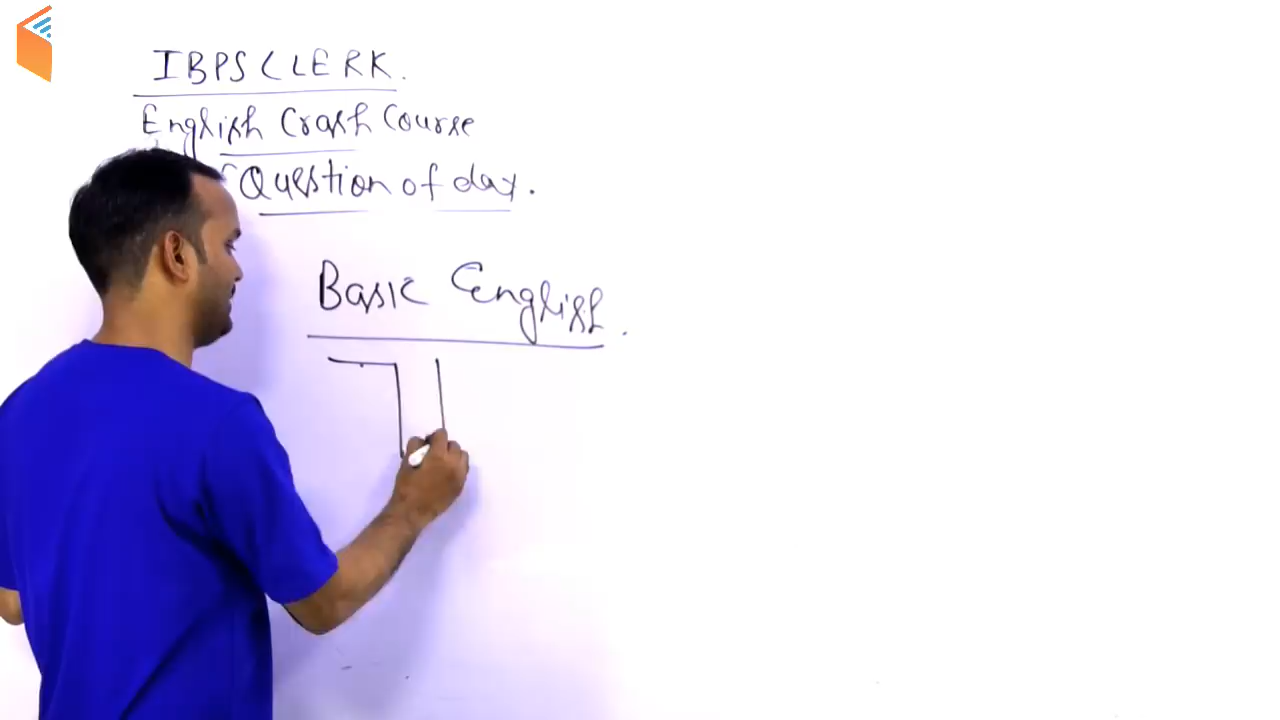 IBPS CLERK.
English Crash Course
Question of day.
Basic English.